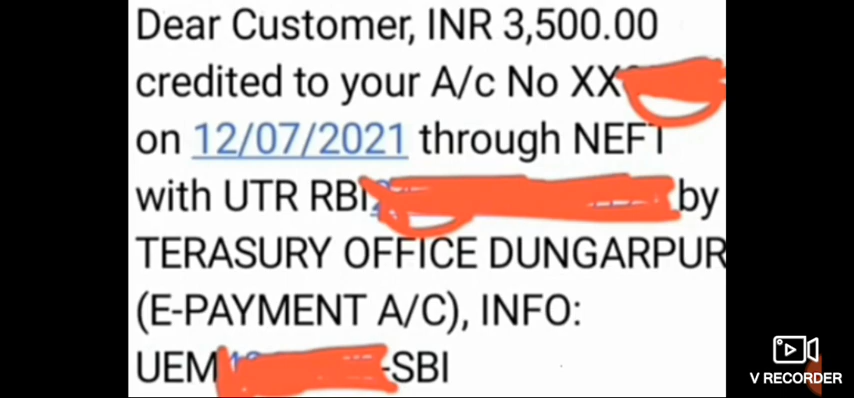 Dear Customer, INR 3,500.00
credited to your A/c No XX
on 12/07/2021 through NEFT
with UTR RBI by
TERASURY OFFICE DUNGARPUR
(E-PAYMENT A/C), INFO:
UEM -SBI
V RECORDER